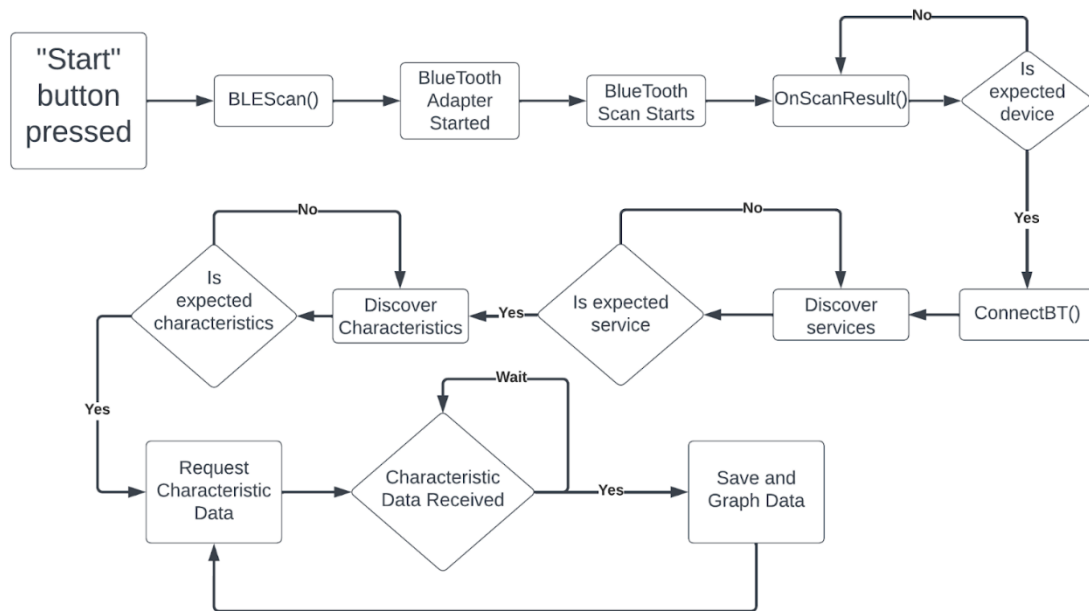 "Start"
button
pressed
BLEScan()
BlueTooth
Adapter
Started
BlueTooth
Scan Starts
OnScanResult()
No
Is
expected
device
Yes
ConnectBT()
Discover
services
No
Is expected
service
Yes
Discover
Characteristics
No
Is
expected
characteristics
Yes
Request
Characteristic
Data
Wait
Characteristic
Data Received
Yes
Save and
Graph Data